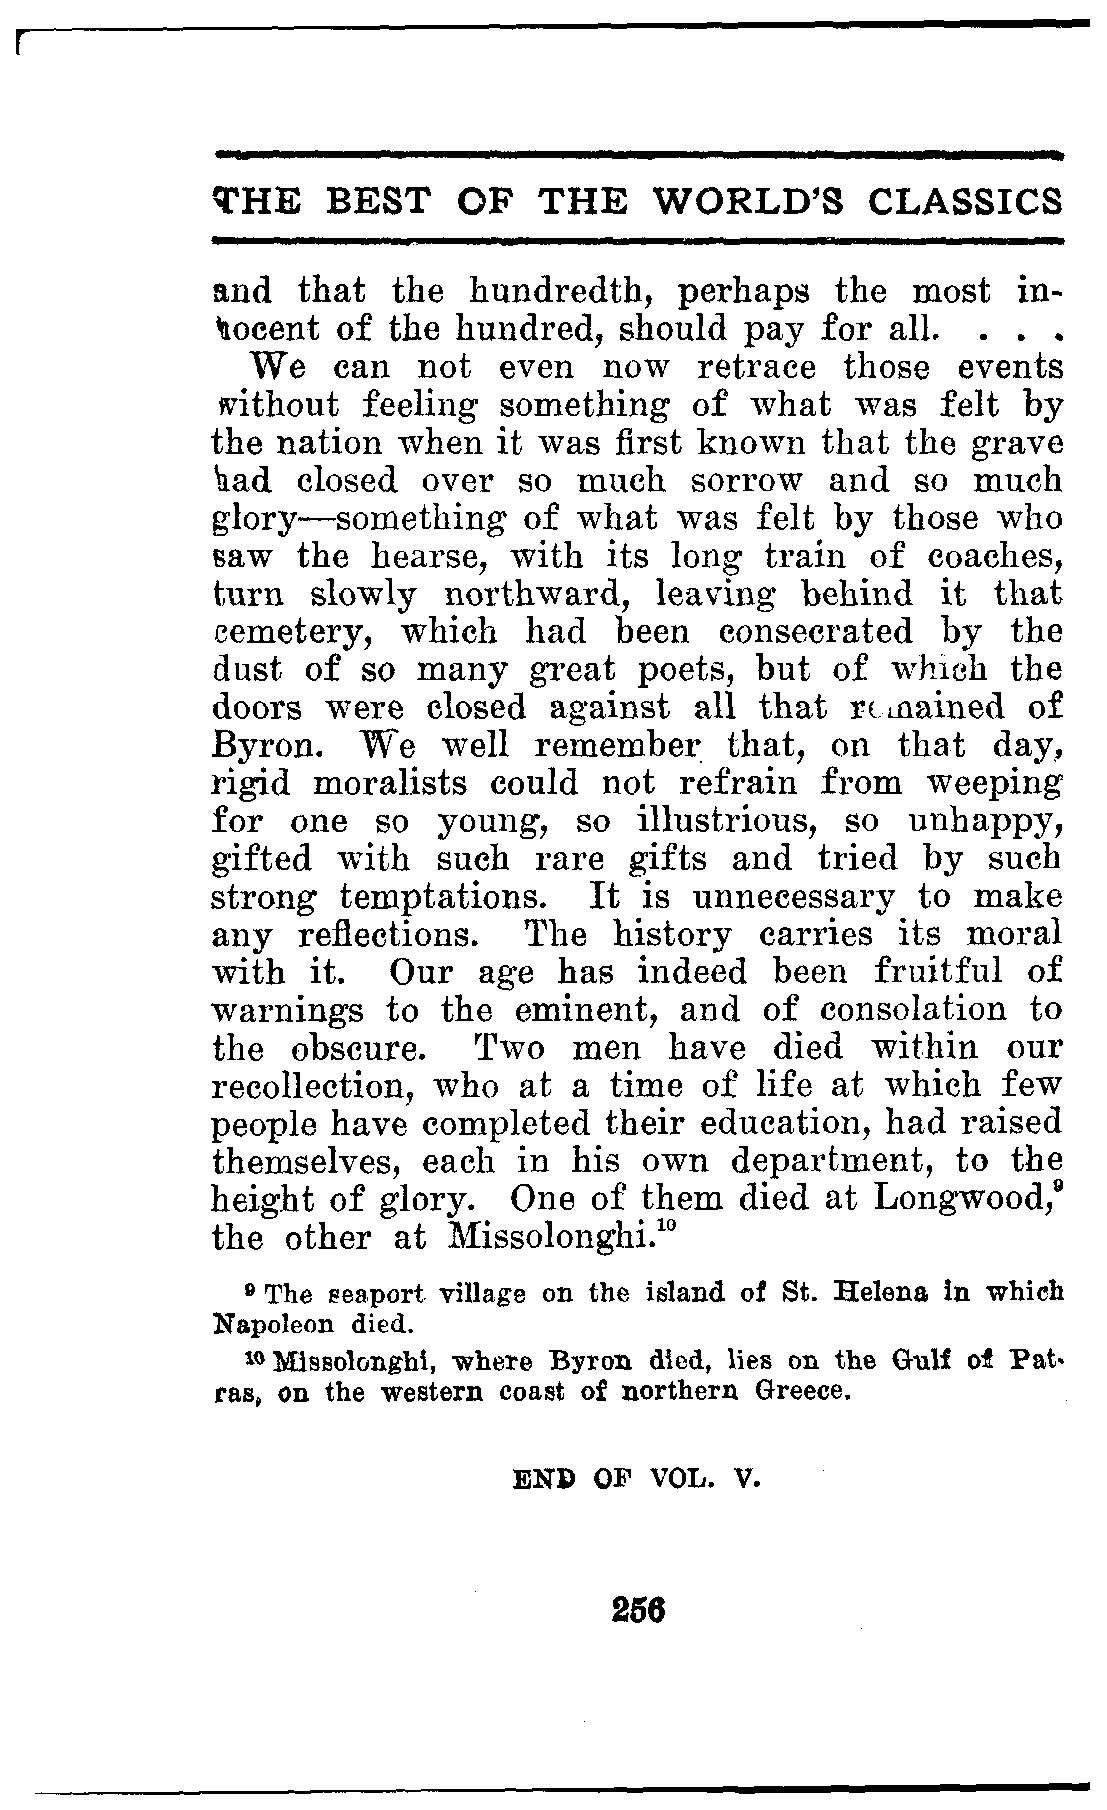 THE BEST OF THE WORLD'S CLASSICS
and that the hundredth, perhaps the most in-
nocent of the hundred, should pay for all. . . .
We can not even now retrace those events
without feeling something of what was felt by
the nation when it was first known that the grave
had closed over so much sorrow and so much
glory—something of what was felt by those who
saw the hearse, with its long train of coaches,
turn slowly northward, leaving behind it that
cemetery, which had been consecrated by the
dust of so many great poets, but of which the
doors were closed against all that remained of
Byron. We well remember that, on that day,
rigid moralists could not refrain from weeping
for one so young, so illustrious, so unhappy,
gifted with such rare gifts and tried by such
strong temptations. It is unnecessary to make
any reflections. The history carries its moral
with it. Our age has indeed been fruitful of
warnings to the eminent, and of consolation to
the obscure. Two men have died within our
recollection, who at a time of life at which few
people have completed their education, had raised
themselves, each in his own department, to the
height of glory. One of them died at Longwood,⁹
the other at Missolonghi.¹⁰
⁹ The seaport village on the island of St. Helena in which
Napoleon died.
¹⁰ Missolonghi, where Byron died, lies on the Gulf of Pat-
ras, on the western coast of northern Greece.
END OF VOL. V.
256